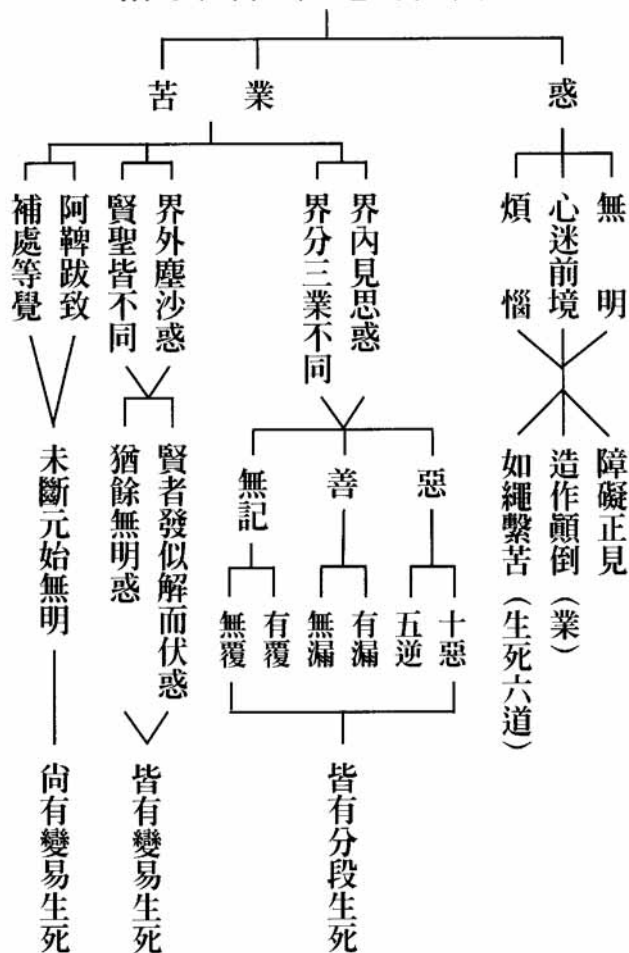 惑
業
苦
無明
心迷前境
煩惱
障礙正見
造作顚倒（業）
如繩繫苦（生死六道）
界內見思惑
界分三業不同
惡
善
無記
十惡
五逆
有漏
無漏
有覆
無覆
皆有分段生死
界外塵沙惑
賢聖皆不同
賢者發似解而伏惑
猶餘無明惑
皆有變易生死
阿鞞跋致
補處等覺
未斷元始無明
尙有變易生死